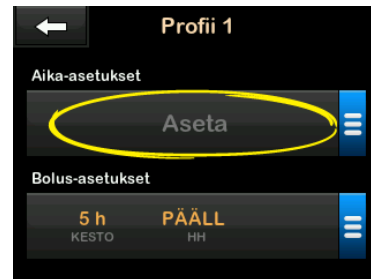 Profii 1
Aika-asetukset
Aseta
Bolus-asetukset
5 h PÄÄLL
KESTO HH